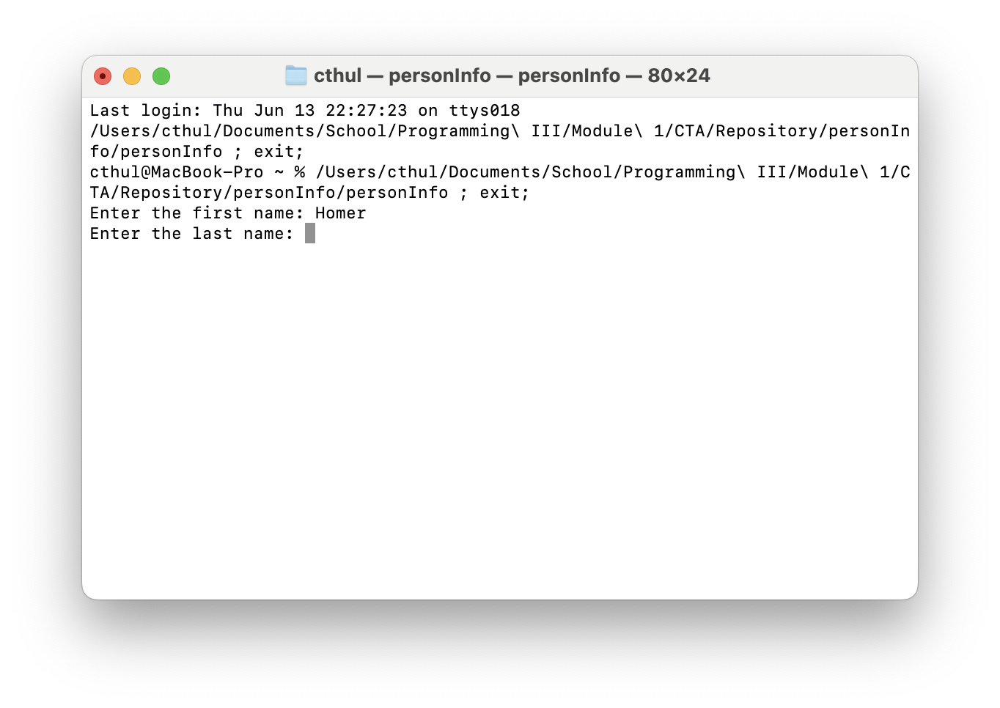 cthul — personInfo — personInfo — 80×24
Last login: Thu Jun 13 22:27:23 on ttys018
/Users/cthul/Documents/School/Programming\ III/Module\ 1/CTA/Repository/personIn
fo/personInfo ; exit;
cthul@MacBook-Pro ~ % /Users/cthul/Documents/School/Programming\ III/Module\ 1/C
TA/Repository/personInfo/personInfo ; exit;
Enter the first name: Homer
Enter the last name: